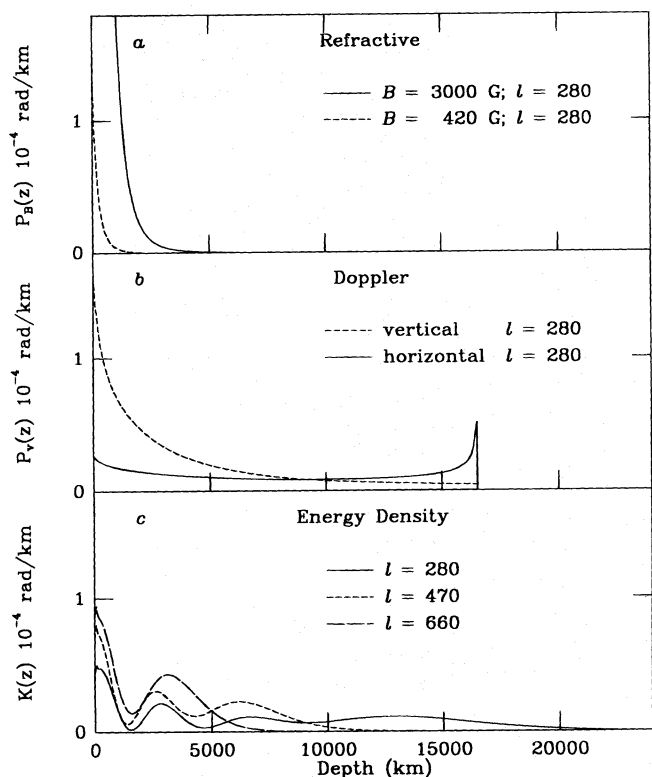 a Refractive
B = 3000 G; l = 280
B = 420 G; l = 280
1
0
P_B(z) 10⁻⁴ rad/km
b Doppler
vertical l = 280
horizontal l = 280
1
0
P_v(z) 10⁻⁴ rad/km
c Energy Density
l = 280
l = 470
l = 660
1
0
K(z) 10⁻⁴ rad/km
0 5000 10000 15000 20000
Depth (km)